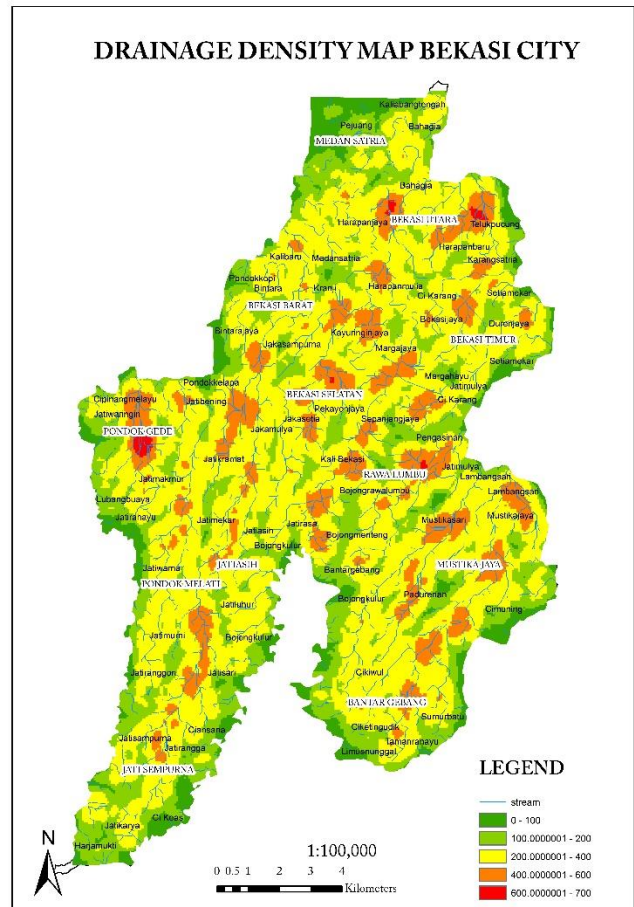 DRAINAGE DENSITY MAP BEKASI CITY
Kaliabangtengah
Pejuang
Bahagia
MEDAN SATRIA
Bahagia
Harapanjaya
BEKASI UTARA
Telukpucung
Harapanbaru
Kalibaru
Medansatria
Karangsatria
Pondokkopi
Bintara
Kranji
Harapanmulia
Setiamekar
Ci Karang
BEKASI BARAT
Bekasijaya
Durenjaya
Bintarajaya
Kayuringinjaya
Jakasampurna
Margajaya
BEKASI TIMUR
Setiamekar
Pondokkelapa
Margahayu
Jatimulya
Cipinangmelayu
Jatibening
BEKASI SELATAN
Ci Karang
Jatiwaringin
Pekayonjaya
Jakasetia
Sepanjangjaya
PONDOK GEDE
Jakamulya
Pengasinan
Jatikramat
Kali Bekasi
Jatimulya
RAWA LUMBU
Lambangsari
Jatimakmur
Bojongrawalumpu
Lambangsari
Lubangbuaya
Jatirahayu
Jatimekar
Jatiasih
Jatirasa
Mustikasari
Mustikajaya
Bojongmenteng
Bojongkulur
Jatiwarna
JATIASIH
Bantargebang
MUSTIKA JAYA
PONDOK MELATI
Jatiluhur
Bojongkulur
Padurenan
Cimuning
Jatimurni
Bojongkulur
Jatiranggon
Jatisari
Cikiwul
BANTAR GEBANG
Sumurbatu
Jatisampurna
Ciketingudik
Jatirangga
Tamanrahayu
Limusnunggal
JATI SEMPURNA
Ci Keas
Jatikarya
Harjamukti
LEGEND
stream
0 - 100
100.0000001 - 200
200.0000001 - 400
400.0000001 - 600
600.0000001 - 700
N
1:100,000
0 0.5 1 2 3 4
Kilometers